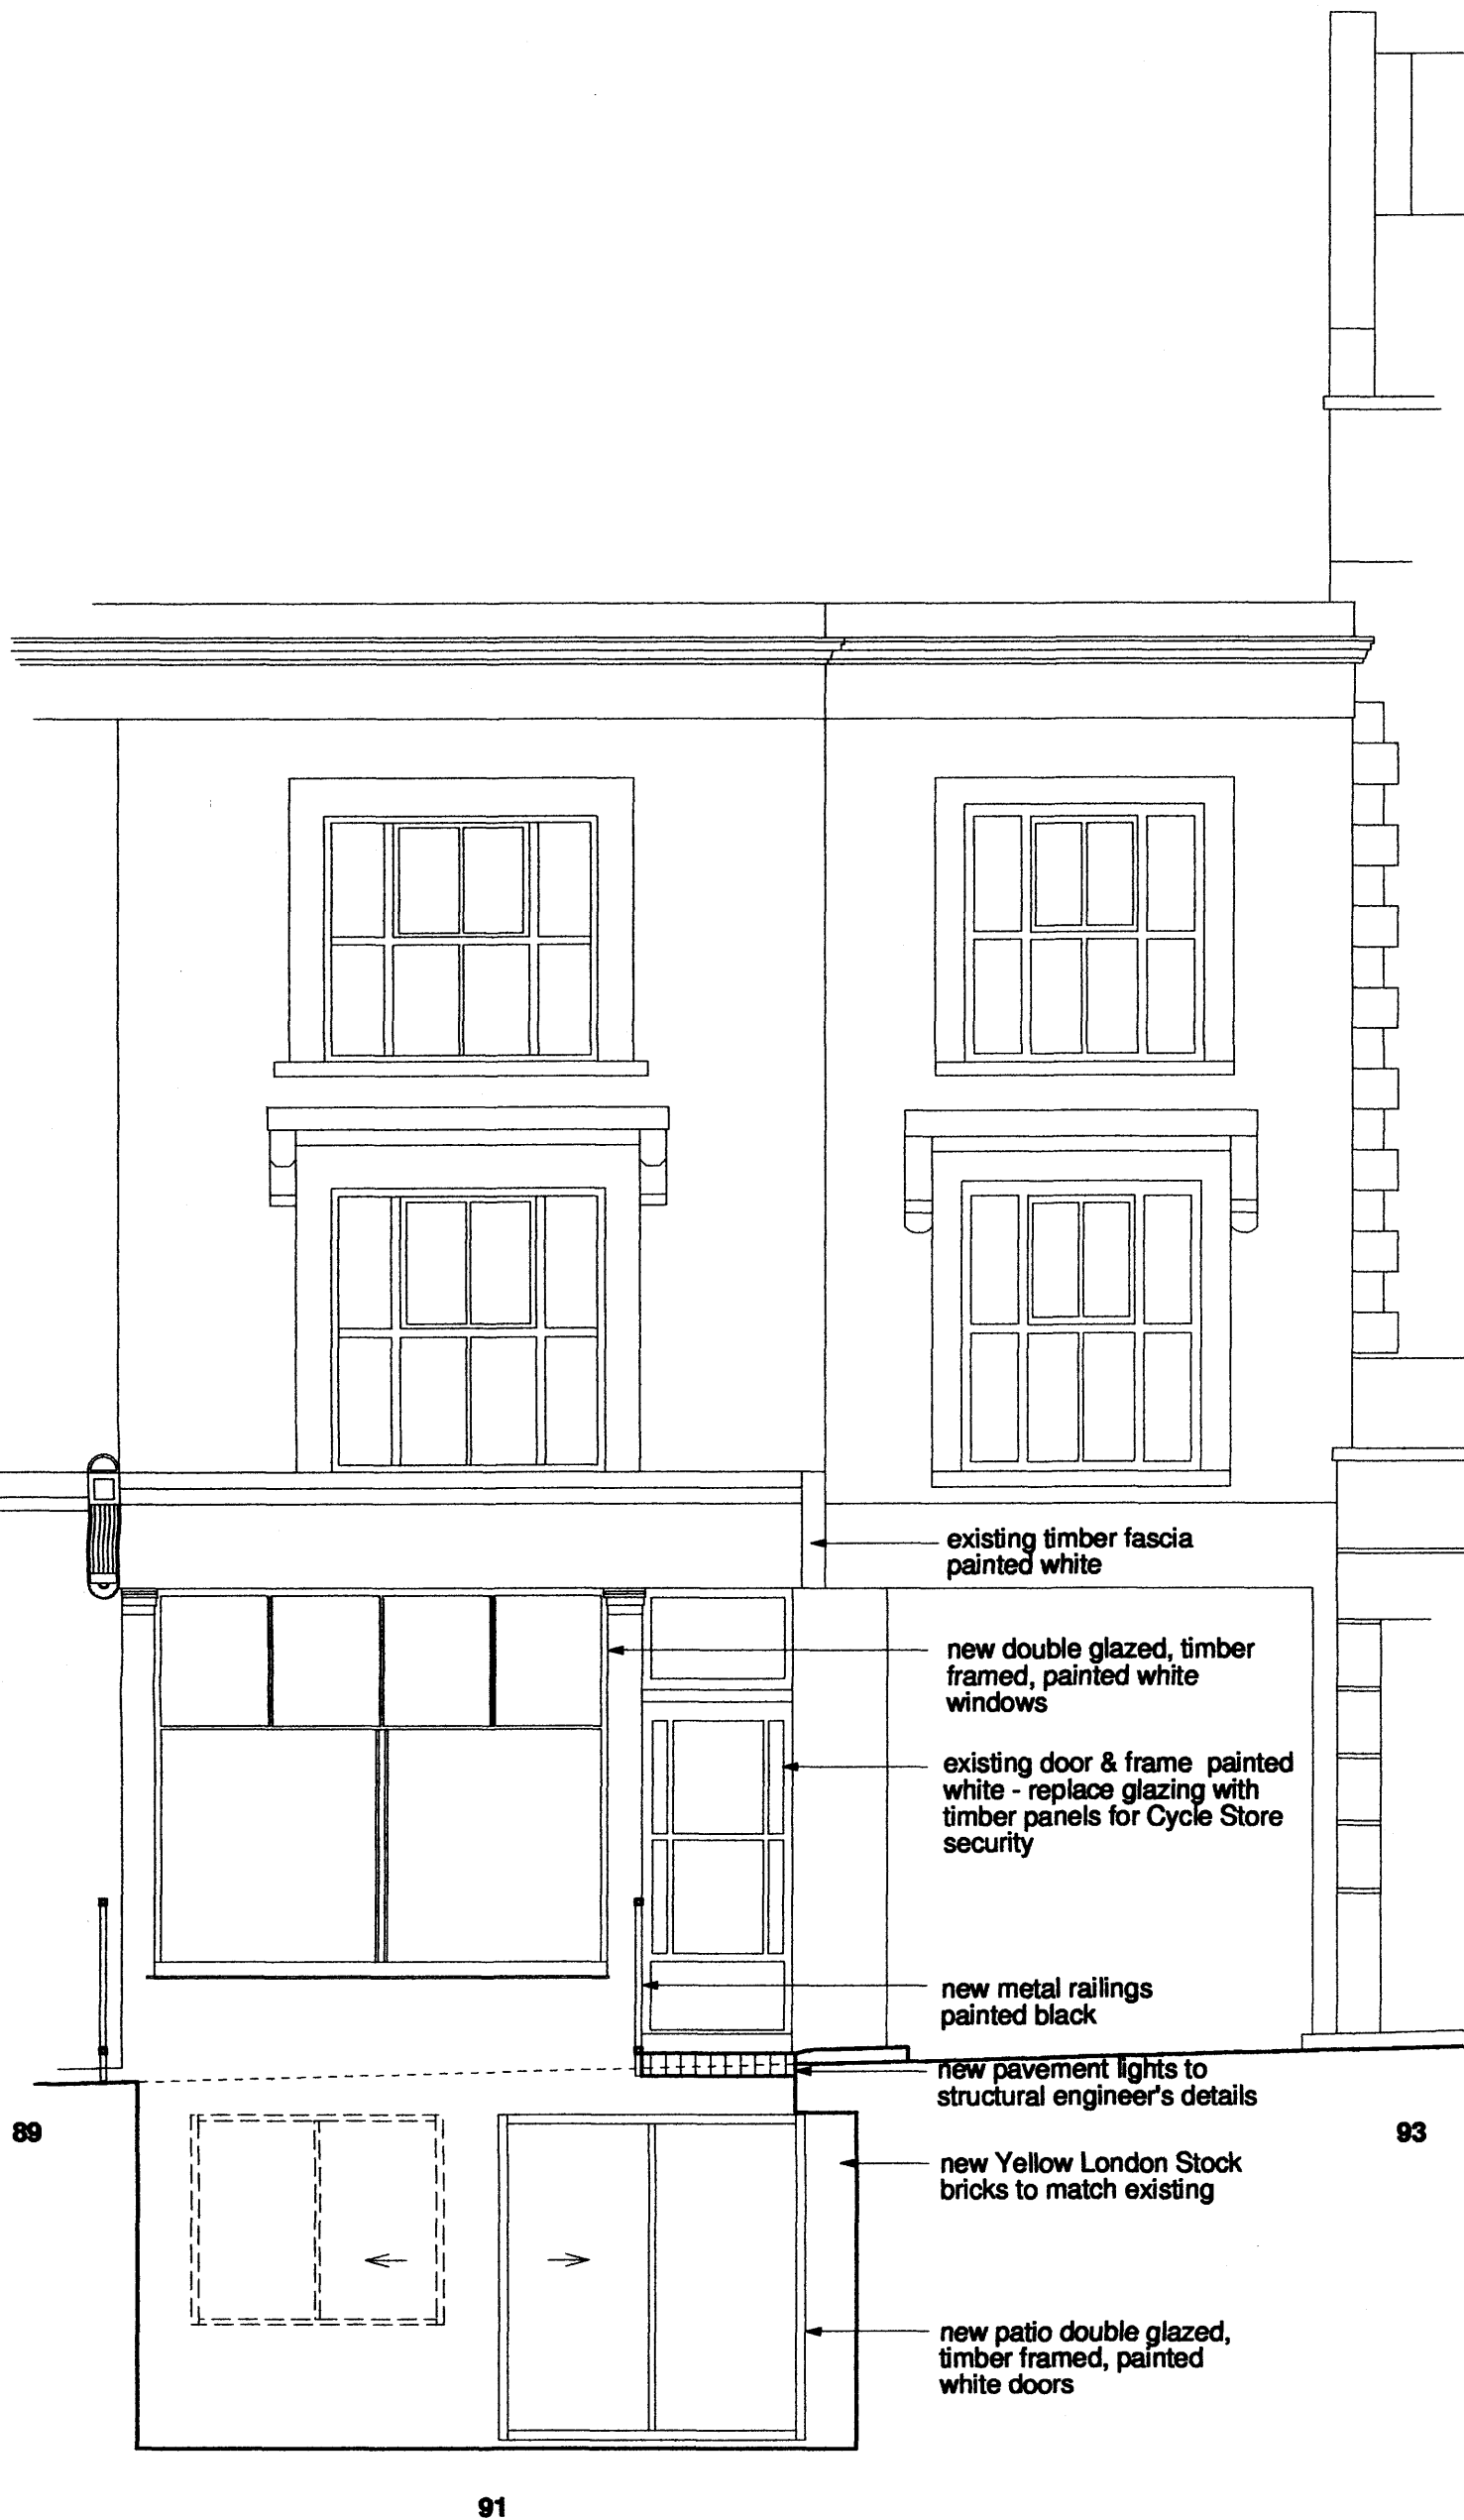 existing timber fascia
painted white
new double glazed, timber
framed, painted white
windows
existing door & frame painted
white - replace glazing with
timber panels for Cycle Store
security
new metal railings
painted black
new pavement lights to
structural engineer's details
89
93
new Yellow London Stock
bricks to match existing
new patio double glazed,
timber framed, painted
white doors
91